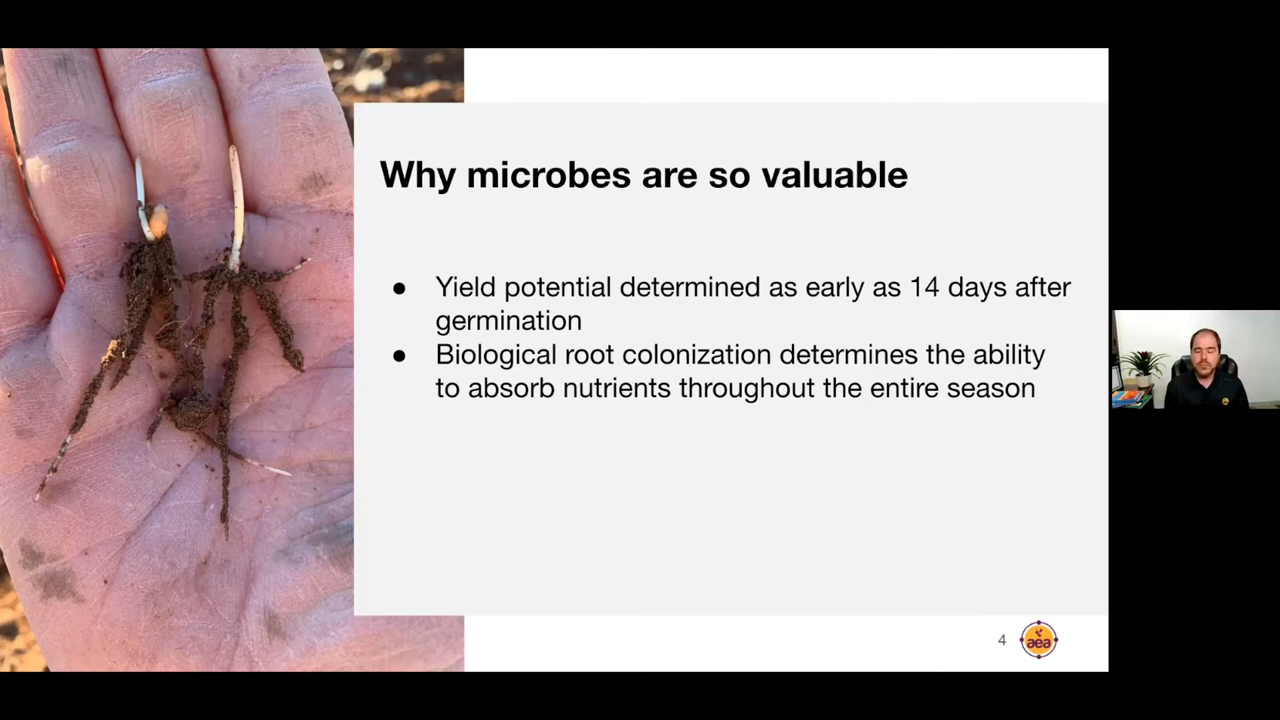 Why microbes are so valuable
● Yield potential determined as early as 14 days after
germination
● Biological root colonization determines the ability
to absorb nutrients throughout the entire season
4
aea